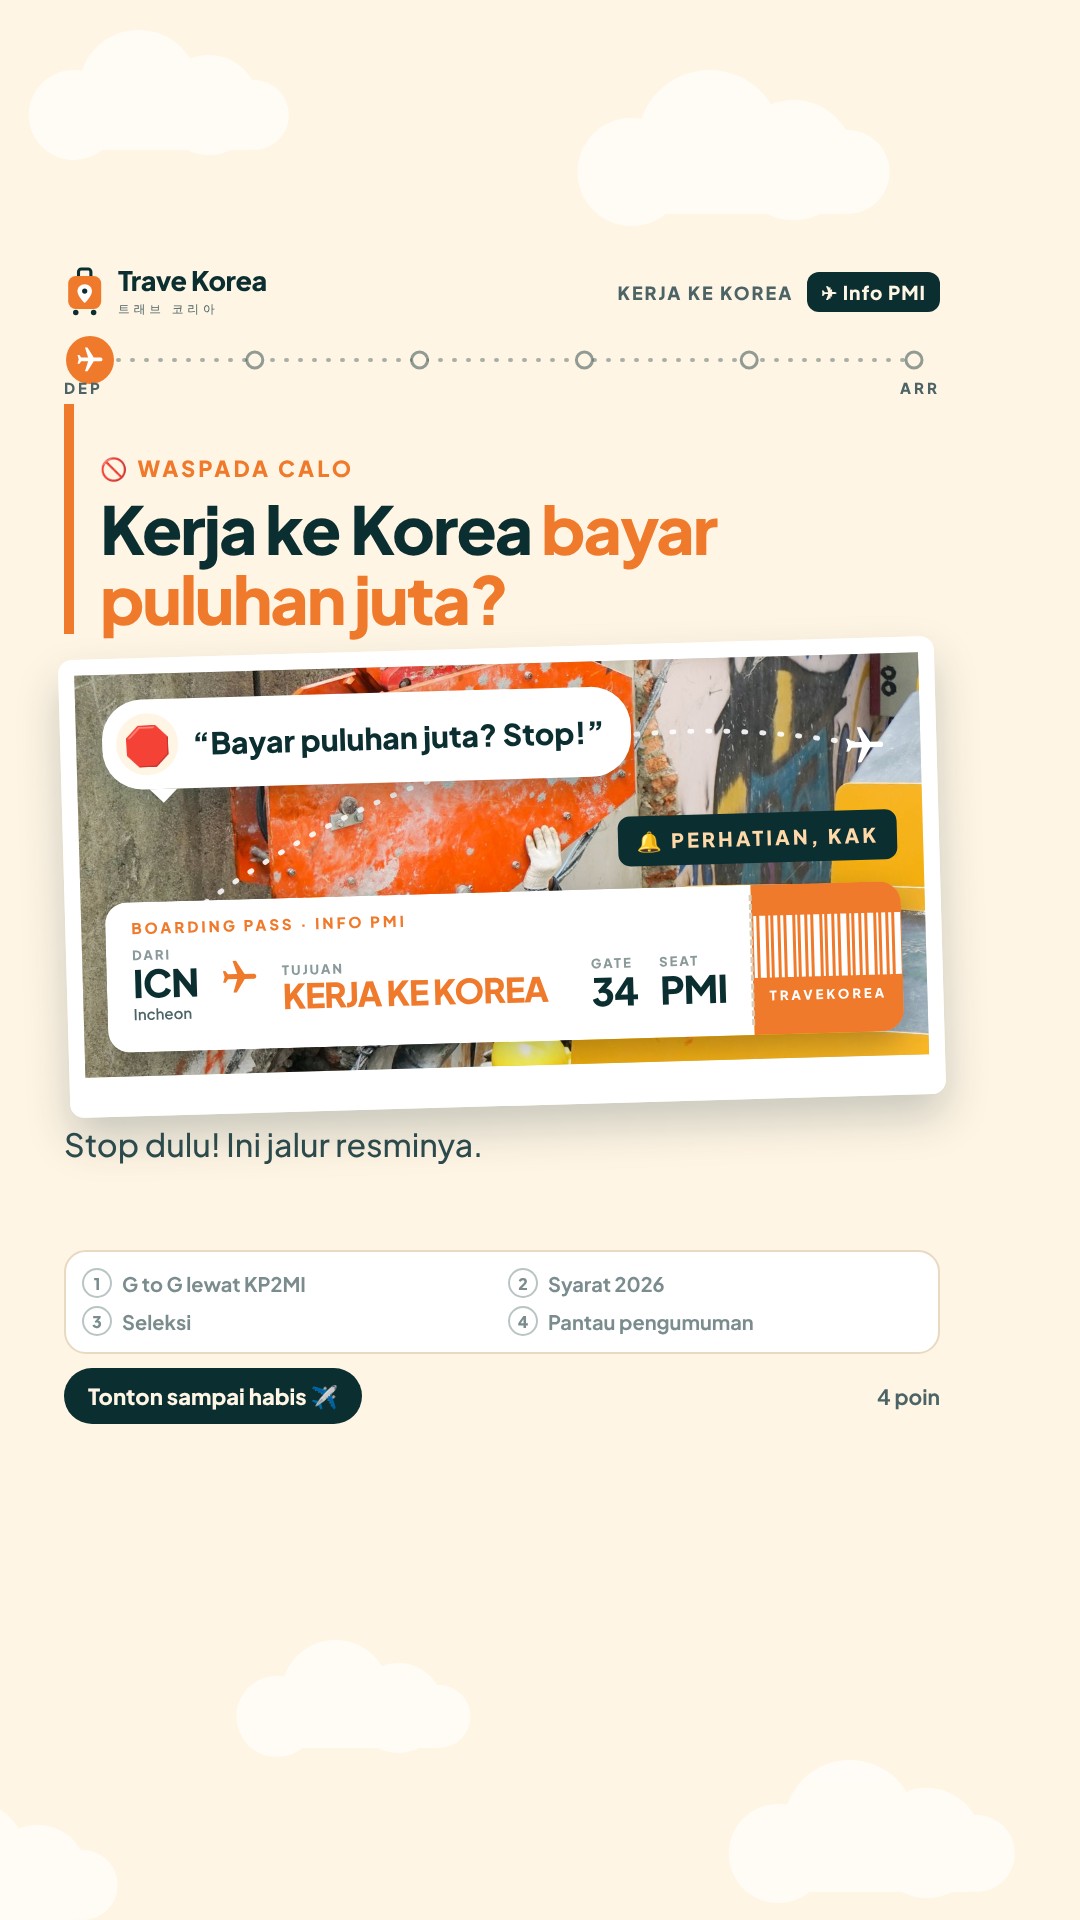 Trave Korea
트래브 코리아
KERJA KE KOREA
✈ Info PMI
DEP
ARR
🚫 WASPADA CALO
Kerja ke Korea bayar
puluhan juta?
🛑 “Bayar puluhan juta? Stop!”
🔔 PERHATIAN, KAK
BOARDING PASS · INFO PMI
DARI
ICN
Incheon
TUJUAN
KERJA KE KOREA
GATE
34
SEAT
PMI
TRAVEKOREA
Stop dulu! Ini jalur resminya.
1 G to G lewat KP2MI
2 Syarat 2026
3 Seleksi
4 Pantau pengumuman
Tonton sampai habis ✈️
4 poin